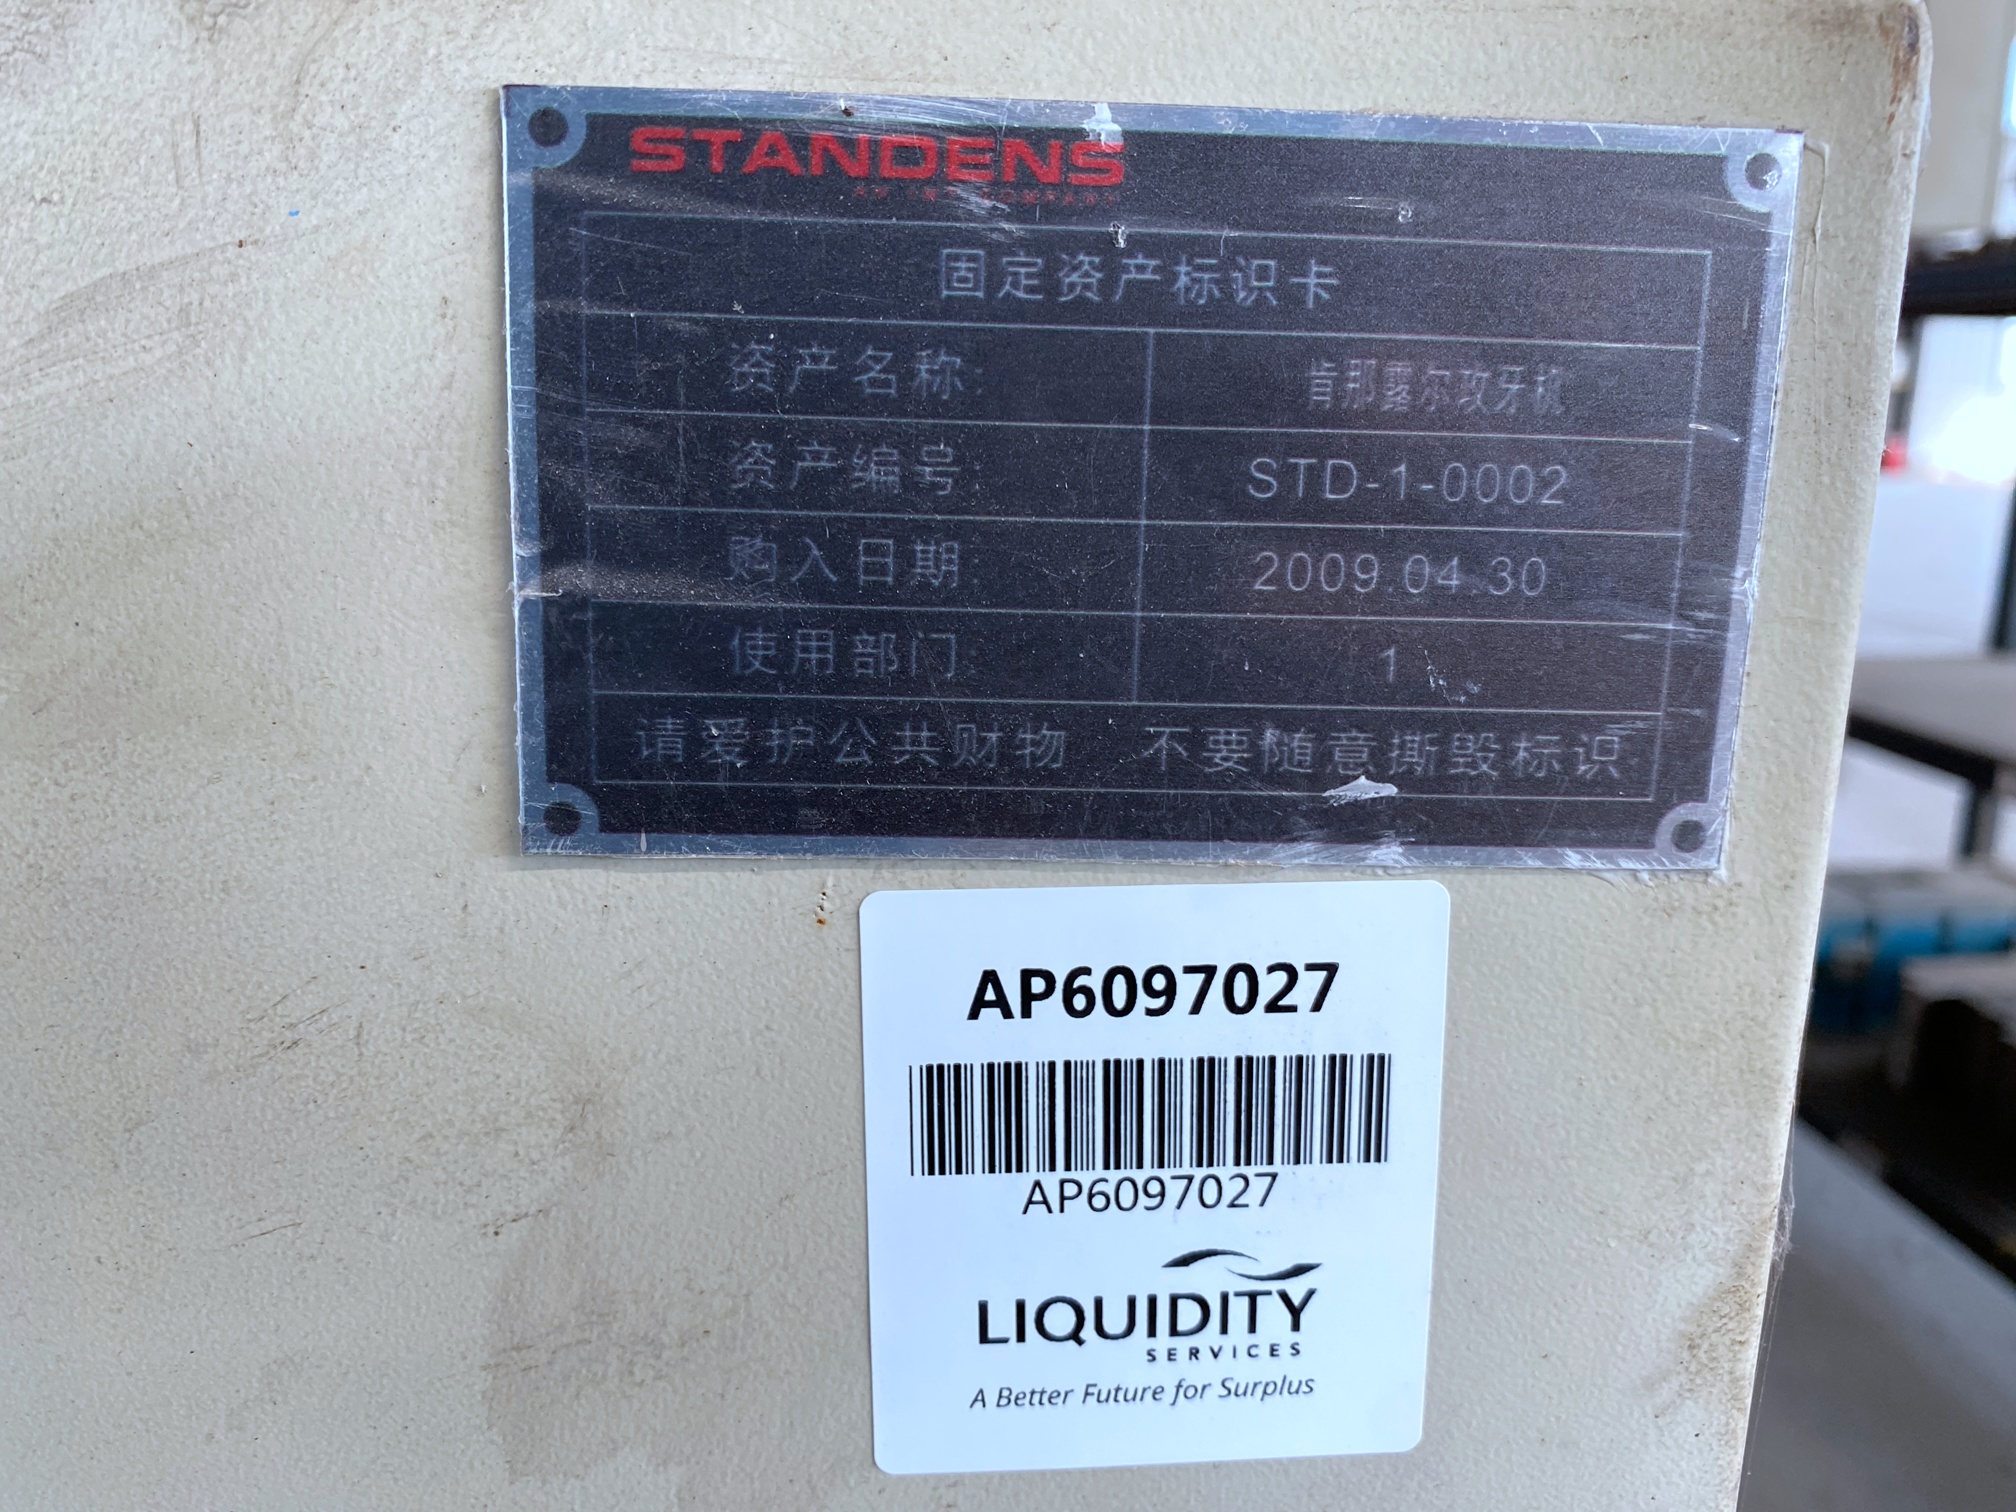 STANDENS
固定资产标识卡
资产名称: 肯那露尔攻牙机
资产编号: STD-1-0002
购入日期: 2009.04.30
使用部门: 1
请爱护公共财物 不要随意撕毁标识
AP6097027
AP6097027
LIQUIDITY
SERVICES
A Better Future for Surplus